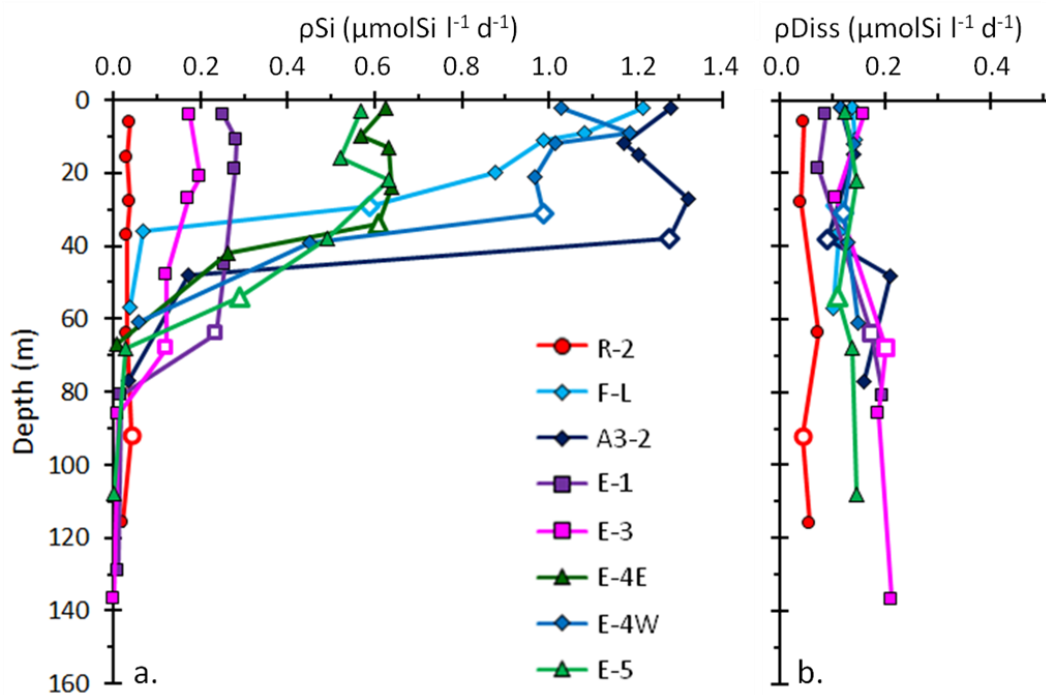 ρSi (μmolSi l⁻¹ d⁻¹)
ρDiss (μmolSi l⁻¹ d⁻¹)
0.0 0.2 0.4 0.6 0.8 1.0 1.2 1.4
0.0 0.2 0.4
0
20
40
60
80
100
120
140
160
Depth (m)
R-2
F-L
A3-2
E-1
E-3
E-4E
E-4W
E-5
a.
b.